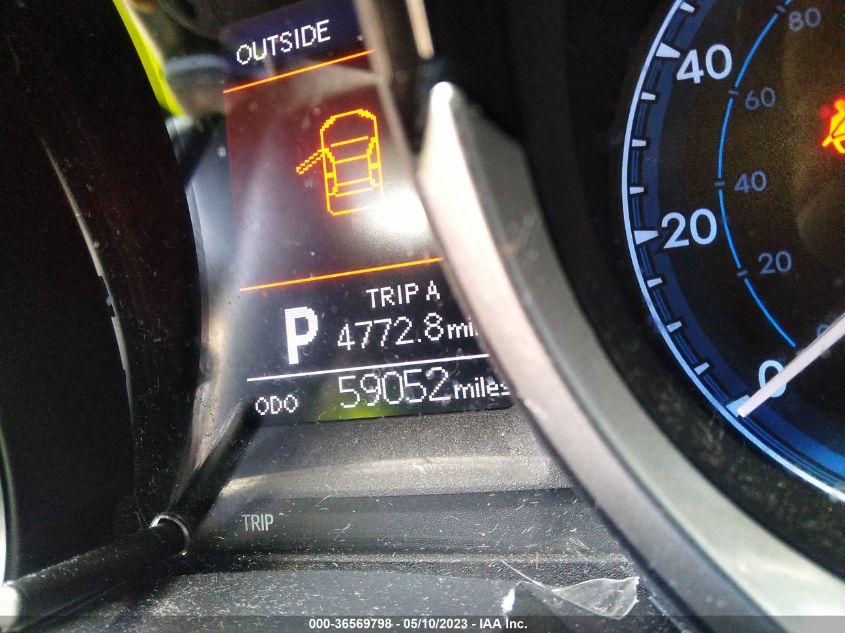 OUTSIDE
TRIP A
P
4772.8 mil
ODO 59052 miles
TRIP
80
40
60
40
20
20
0
000-36569798 - 05/10/2023 - IAA Inc.